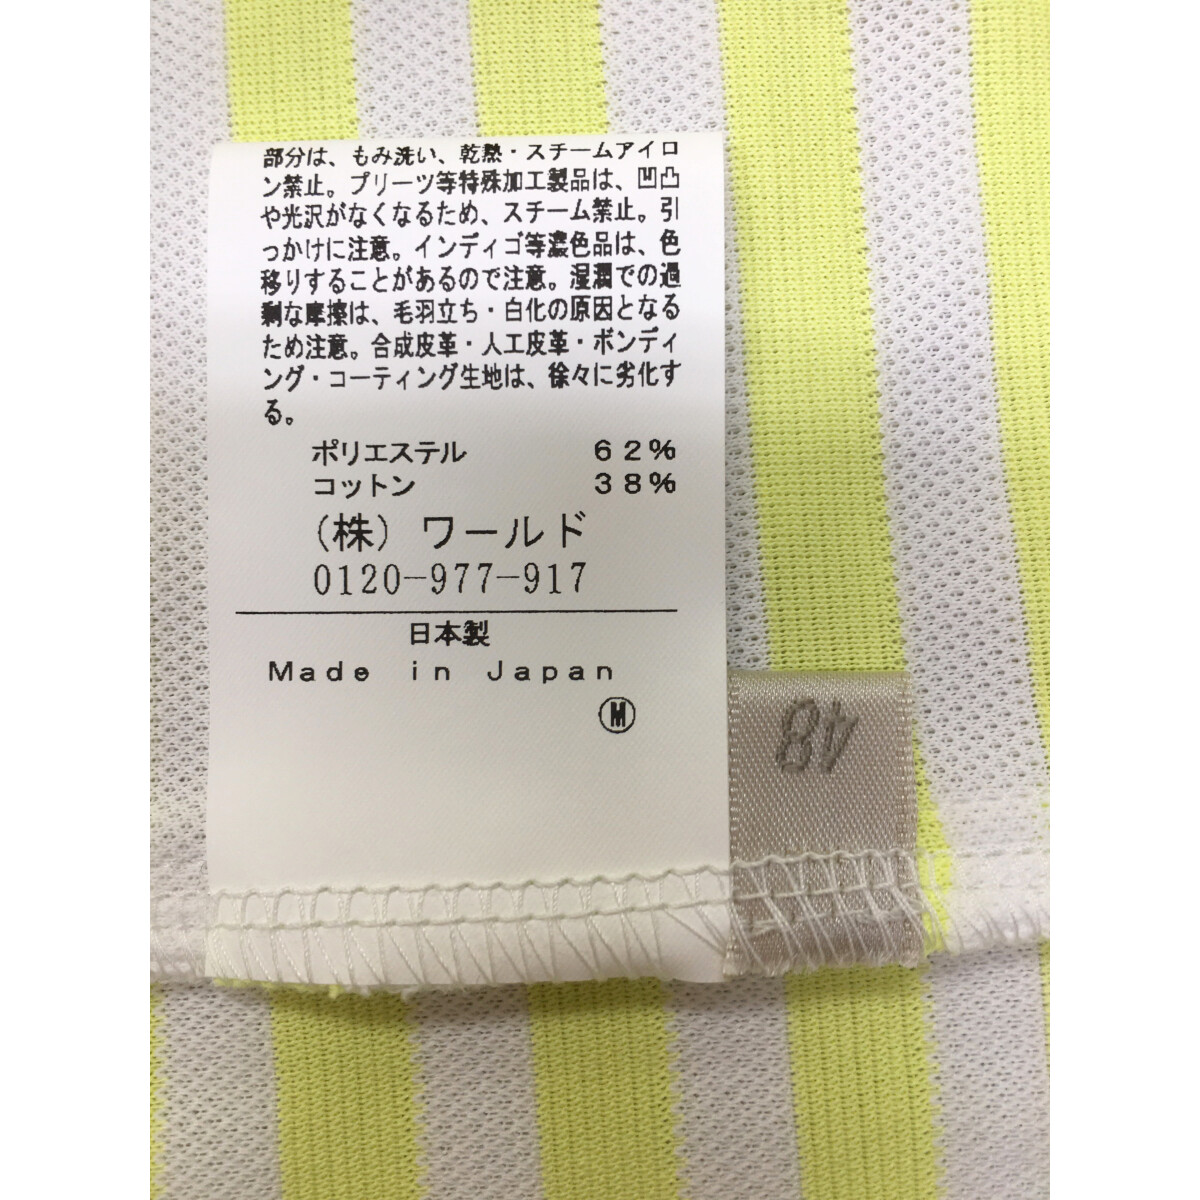 部分は、もみ洗い、乾熱・スチームアイロ
ン禁止。プリーツ等特殊加工製品は、凹凸
や光沢がなくなるため、スチーム禁止。引
っかけに注意。インディゴ等濃色品は、色
移りすることがあるので注意。湿潤での過
剰な摩擦は、毛羽立ち・白化の原因となる
ため注意。合成皮革・人工皮革・ボンディ
ング・コーティング生地は、徐々に劣化す
る。
ポリエステル 62%
コットン 38%
(株) ワールド
0120-977-917
日本製
Made in Japan
Ⓜ
48